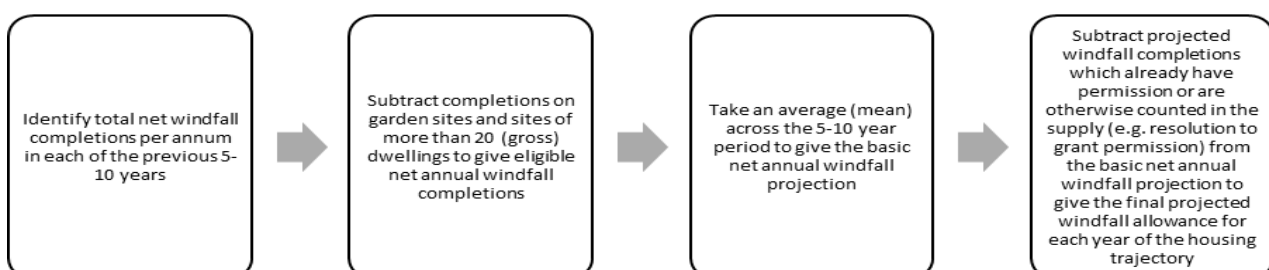 Identify total net windfall
completions per annum
in each of the previous 5-
10 years
Subtract completions on
garden sites and sites of
more than 20 (gross)
dwellings to give eligible
net annual windfall
completions
Take an average (mean)
across the 5-10 year
period to give the basic
net annual windfall
projection
Subtract projected
windfall completions
which already have
permission or are
otherwise counted in the
supply (e.g. resolution to
grant permission) from
the basic net annual
windfall projection to
give the final projected
windfall allowance for
each year of the housing
trajectory